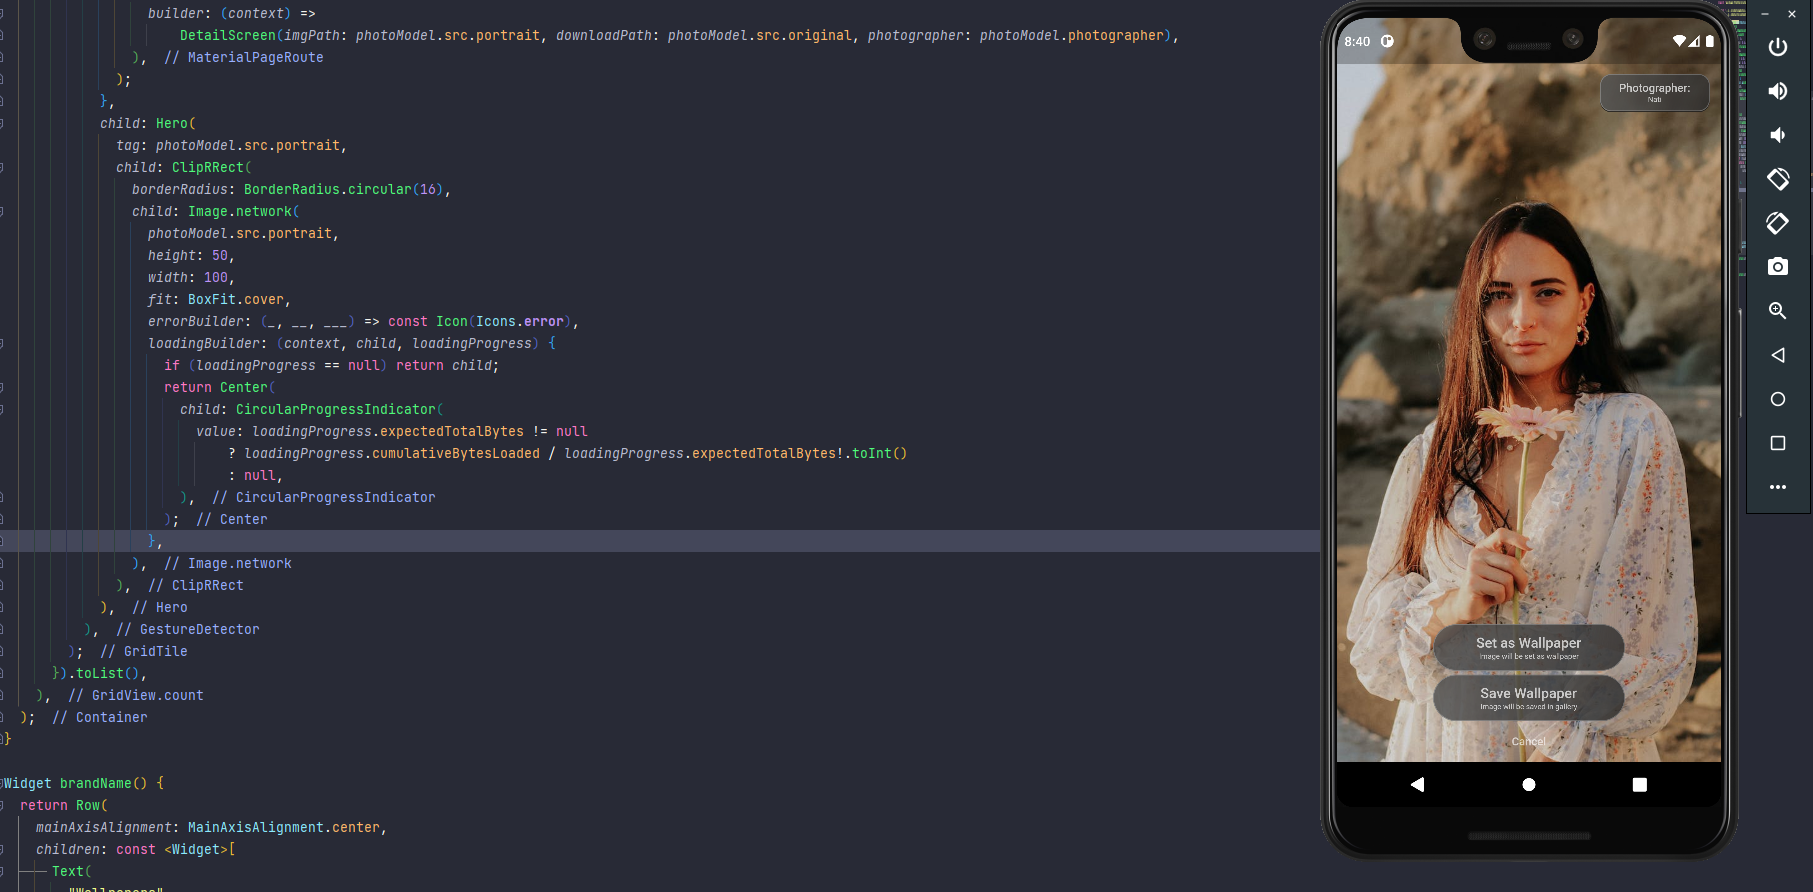 builder: (context) =>
DetailScreen(imgPath: photoModel.src.portrait, downloadPath: photoModel.src.original, photographer: photoModel.photographer),
), // MaterialPageRoute
);
},
child: Hero(
tag: photoModel.src.portrait,
child: ClipRRect(
borderRadius: BorderRadius.circular(16),
child: Image.network(
photoModel.src.portrait,
height: 50,
width: 100,
fit: BoxFit.cover,
errorBuilder: (_, __, ___) => const Icon(Icons.error),
loadingBuilder: (context, child, loadingProgress) {
if (loadingProgress == null) return child;
return Center(
child: CircularProgressIndicator(
value: loadingProgress.expectedTotalBytes != null
? loadingProgress.cumulativeBytesLoaded / loadingProgress.expectedTotalBytes!.toInt()
: null,
), // CircularProgressIndicator
); // Center
},
), // Image.network
), // ClipRRect
), // Hero
), // GestureDetector
); // GridTile
}).toList(),
), // GridView.count
); // Container
}
Widget brandName() {
return Row(
mainAxisAlignment: MainAxisAlignment.center,
children: const <Widget>[
Text(
"Wallpapers"
8:40
Photographer:
Nati
Set as Wallpaper
Image will be set as wallpaper
Save Wallpaper
Image will be saved in gallery
Cancel